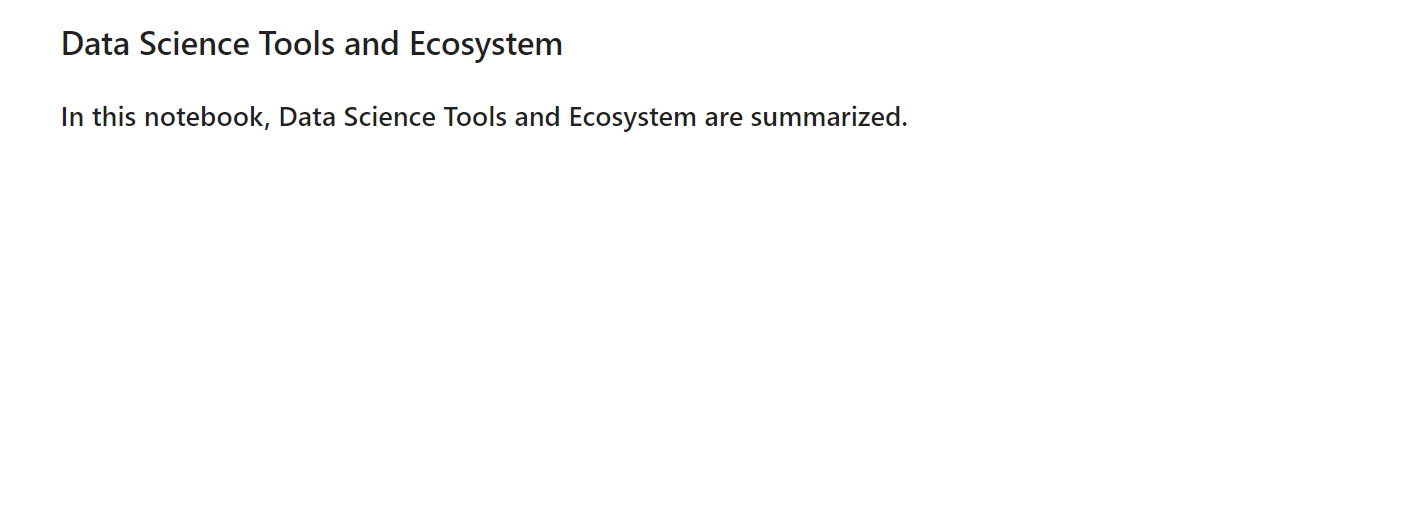 Data Science Tools and Ecosystem
In this notebook, Data Science Tools and Ecosystem are summarized.